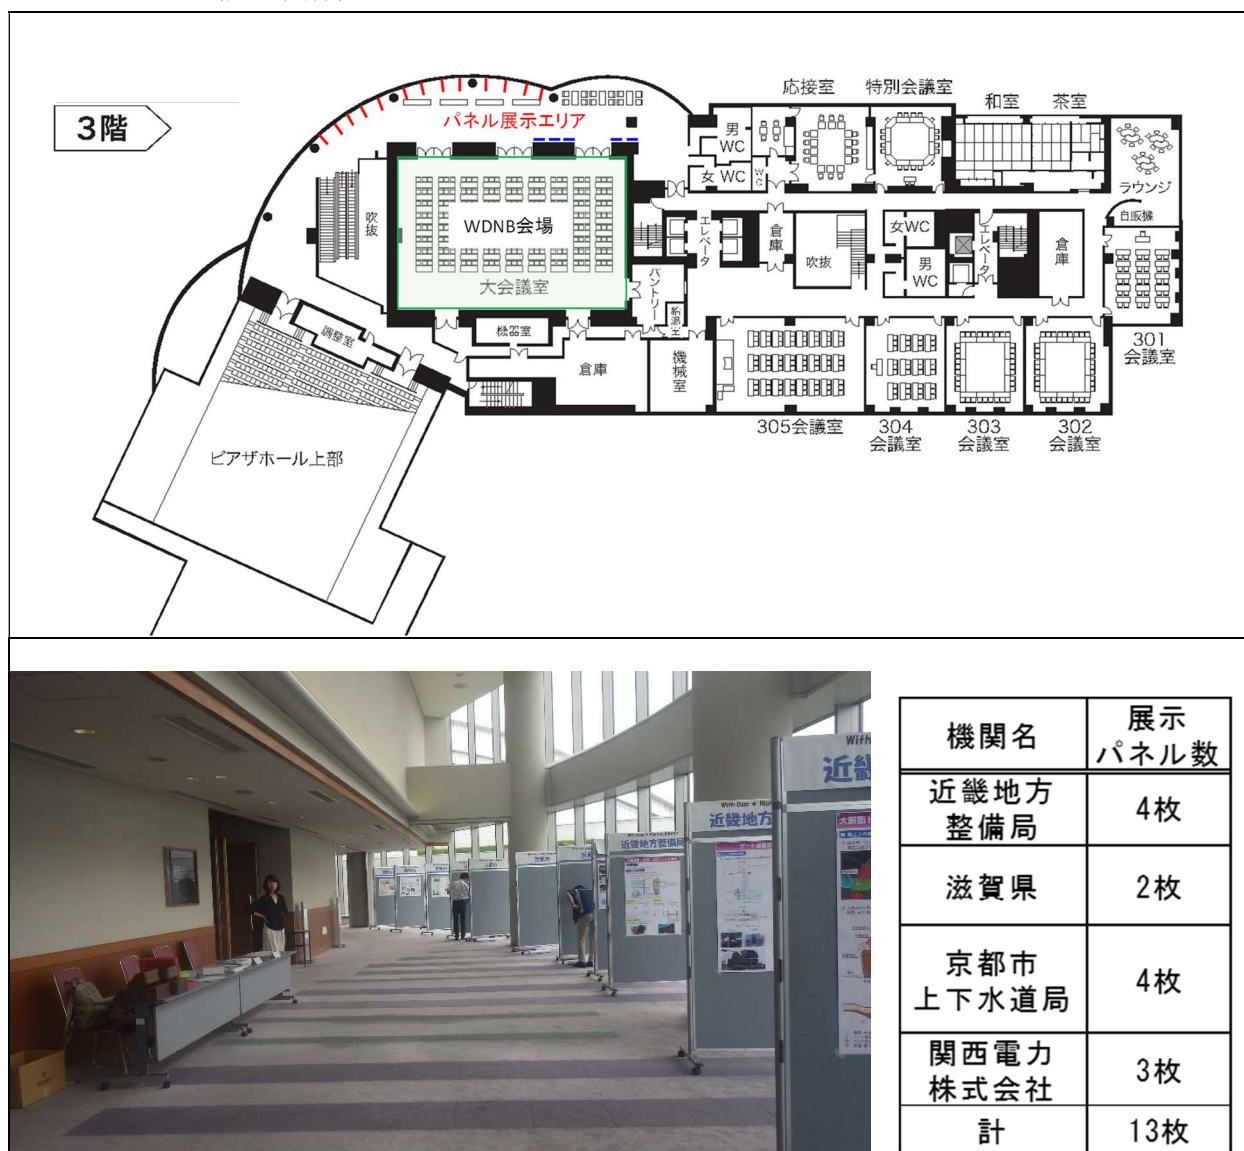 3階
パネル展示エリア
応接室
特別会議室
和室
茶室
男
WC
女 WC
WC
ラウンジ
自販機
吹抜
WDNB会場
大会議室
エレベータ
倉庫
吹抜
女WC
男
WC
エレベータ
倉庫
パントリー
給湯室
機器室
調整室
倉庫
機械室
301
会議室
305会議室
304
会議室
303
会議室
302
会議室
ピアザホール上部
With Dam
近畿地方
近畿地方整備局
機関名
展示
パネル数
近畿地方
整備局
4枚
滋賀県
2枚
京都市
上下水道局
4枚
関西電力
株式会社
3枚
計
13枚